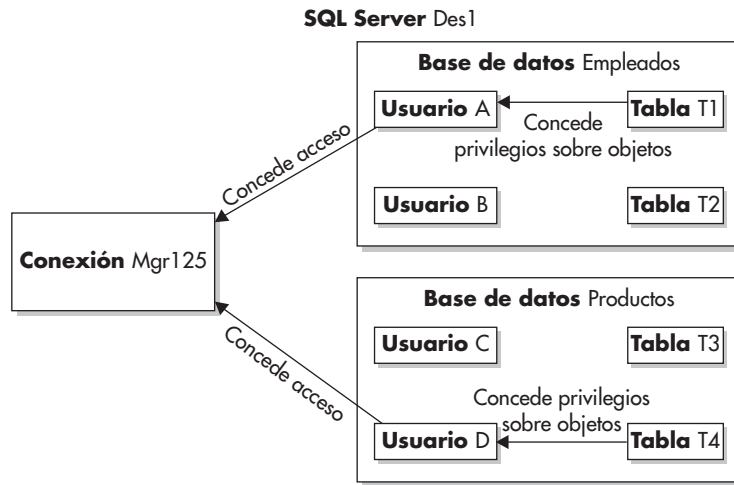 SQL Server Des1
Base de datos Empleados
Usuario A
Tabla T1
Concede
privilegios sobre objetos
Concede acceso
Usuario B
Tabla T2
Conexión Mgr125
Base de datos Productos
Usuario C
Tabla T3
Concede acceso
Concede privilegios
sobre objetos
Usuario D
Tabla T4